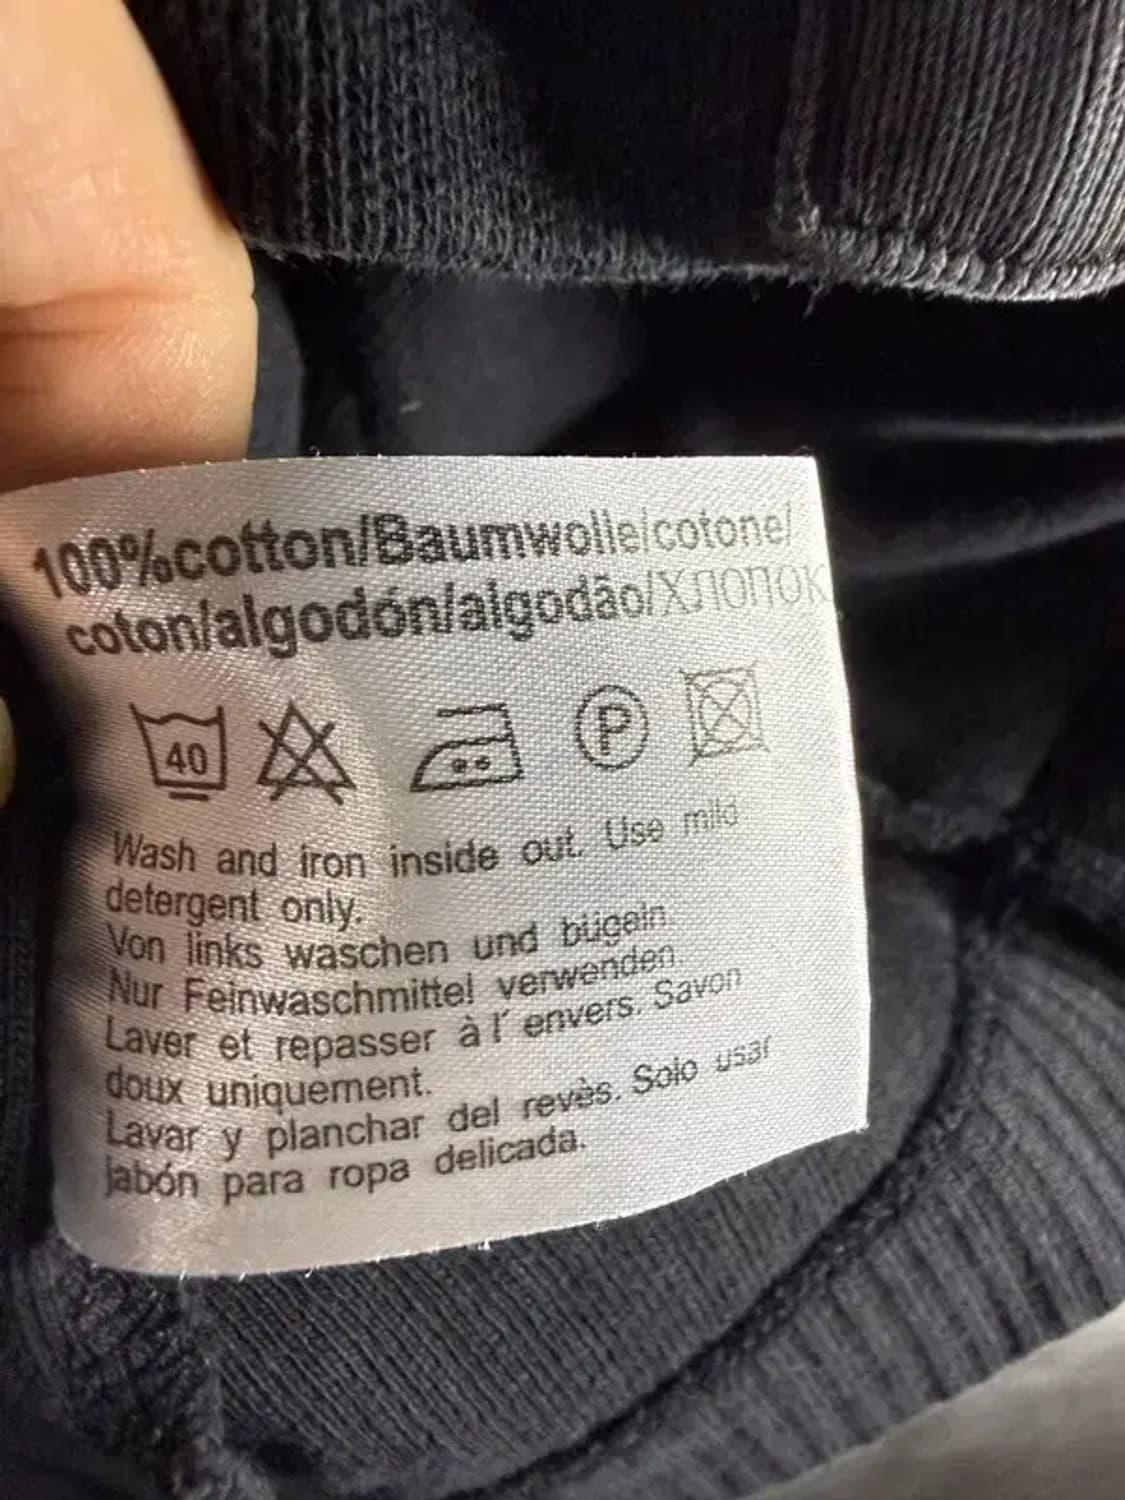 100%cotton/Baumwolle/cotone/
coton/algodón/algodão/ХЛОПОК
40 P
Wash and iron inside out. Use mild
detergent only.
Von links waschen und bügeln.
Nur Feinwaschmittel verwenden.
Laver et repasser à l´ envers. Savon
doux uniquement.
Lavar y planchar del revès. Solo usar
jabón para ropa delicada.